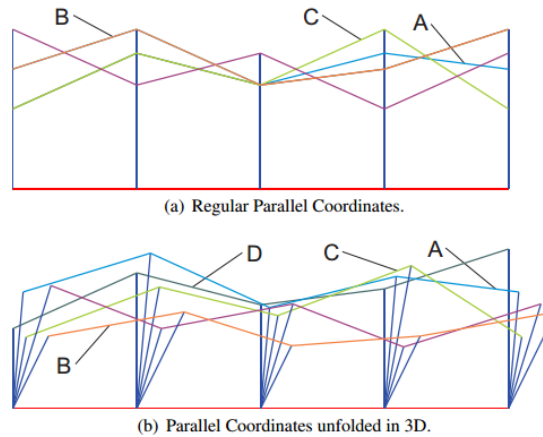 B
C
A
(a) Regular Parallel Coordinates.
D
C
A
B
(b) Parallel Coordinates unfolded in 3D.